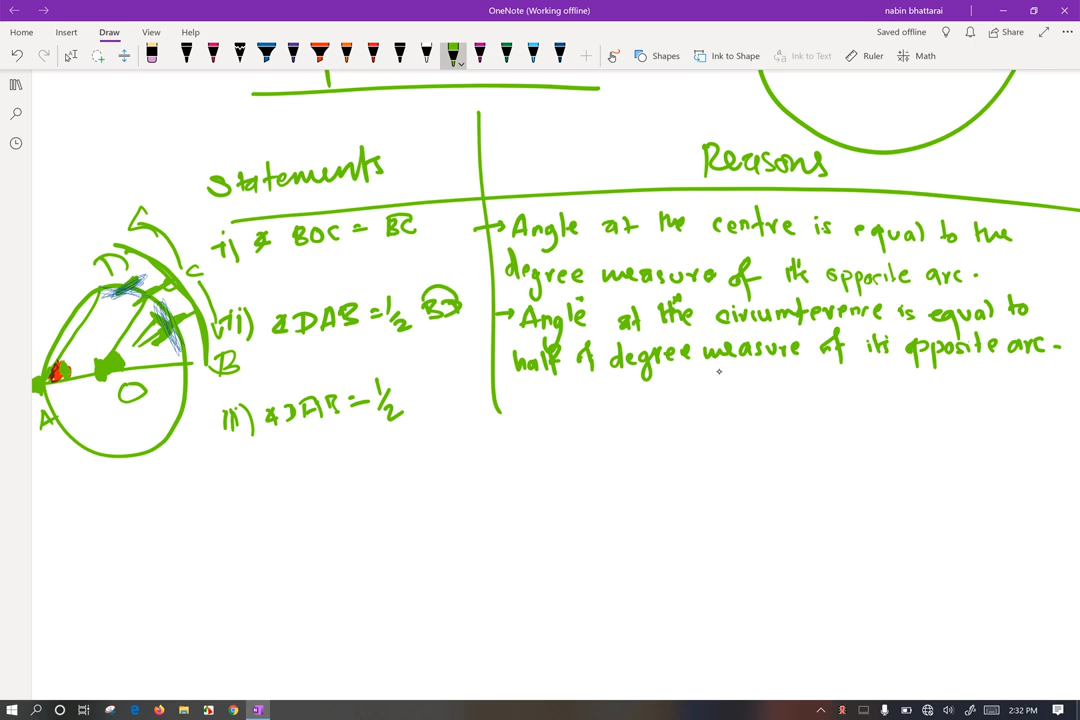 OneNote (Working offline)
nabin bhattarai
Home Insert Draw View Help
Saved offline
Share
Shapes
Ink to Shape
Ink to Text
Ruler
Math
Statements
Reasons
i) ∡ BOC = BC
→ Angle at the centre is equal to the
degree measure of its opposite arc.
ii) ∡DAB = 1/2 BD
→ Angle at the circumference is equal to
half of degree measure of its opposite arc.
iii) ∡DAB = 1/2
D
C
B
O
A
2:32 PM